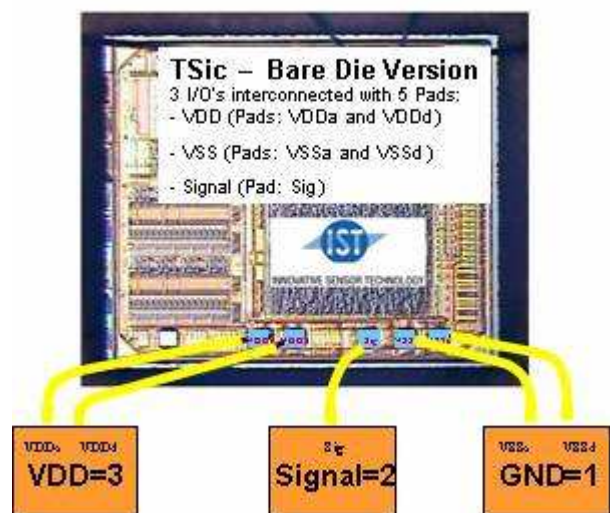 TSic – Bare Die Version
3 I/O's interconnected with 5 Pads:
- VDD (Pads: VDDa and VDDd)
- VSS (Pads: VSSa and VSSd)
- Signal (Pad: Sig)
IST
INNOVATIVE SENSOR TECHNOLOGY
Sig
VDDa VDDd
VDD=3
Sig
Signal=2
VSSa VSSd
GND=1